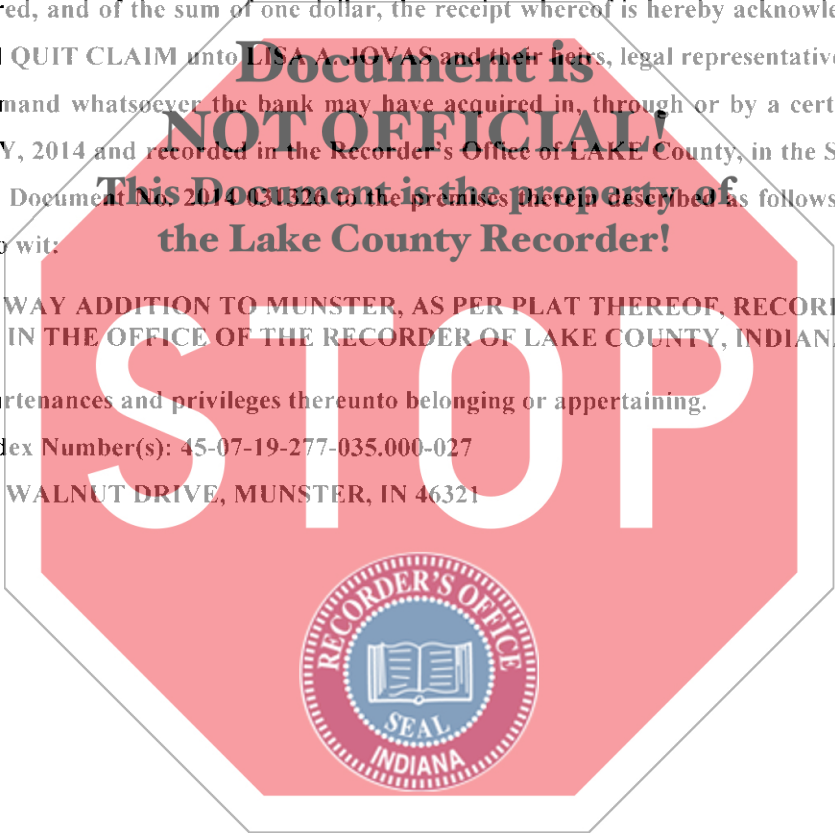 red, and of the sum of one dollar, the receipt whereof is hereby acknowle
QUIT CLAIM unto LISA A. JOVAS and their heirs, legal representative
Document is
mand whatsoever the bank may have acquired in, through or by a cert
NOT OFFICIAL!
Y, 2014 and recorded in the Recorder's Office of LAKE County, in the S
Document No. 2014-031326 to the premises therein described as follows
This Document is the property of
the Lake County Recorder!
o wit:
WAY ADDITION TO MUNSTER, AS PER PLAT THEREOF, RECOR
IN THE OFFICE OF THE RECORDER OF LAKE COUNTY, INDIAN
STOP
rtenances and privileges thereunto belonging or appertaining.
dex Number(s): 45-07-19-277-035.000-027
WALNUT DRIVE, MUNSTER, IN 46321
RECORDER'S OFFICE
SEAL
INDIANA